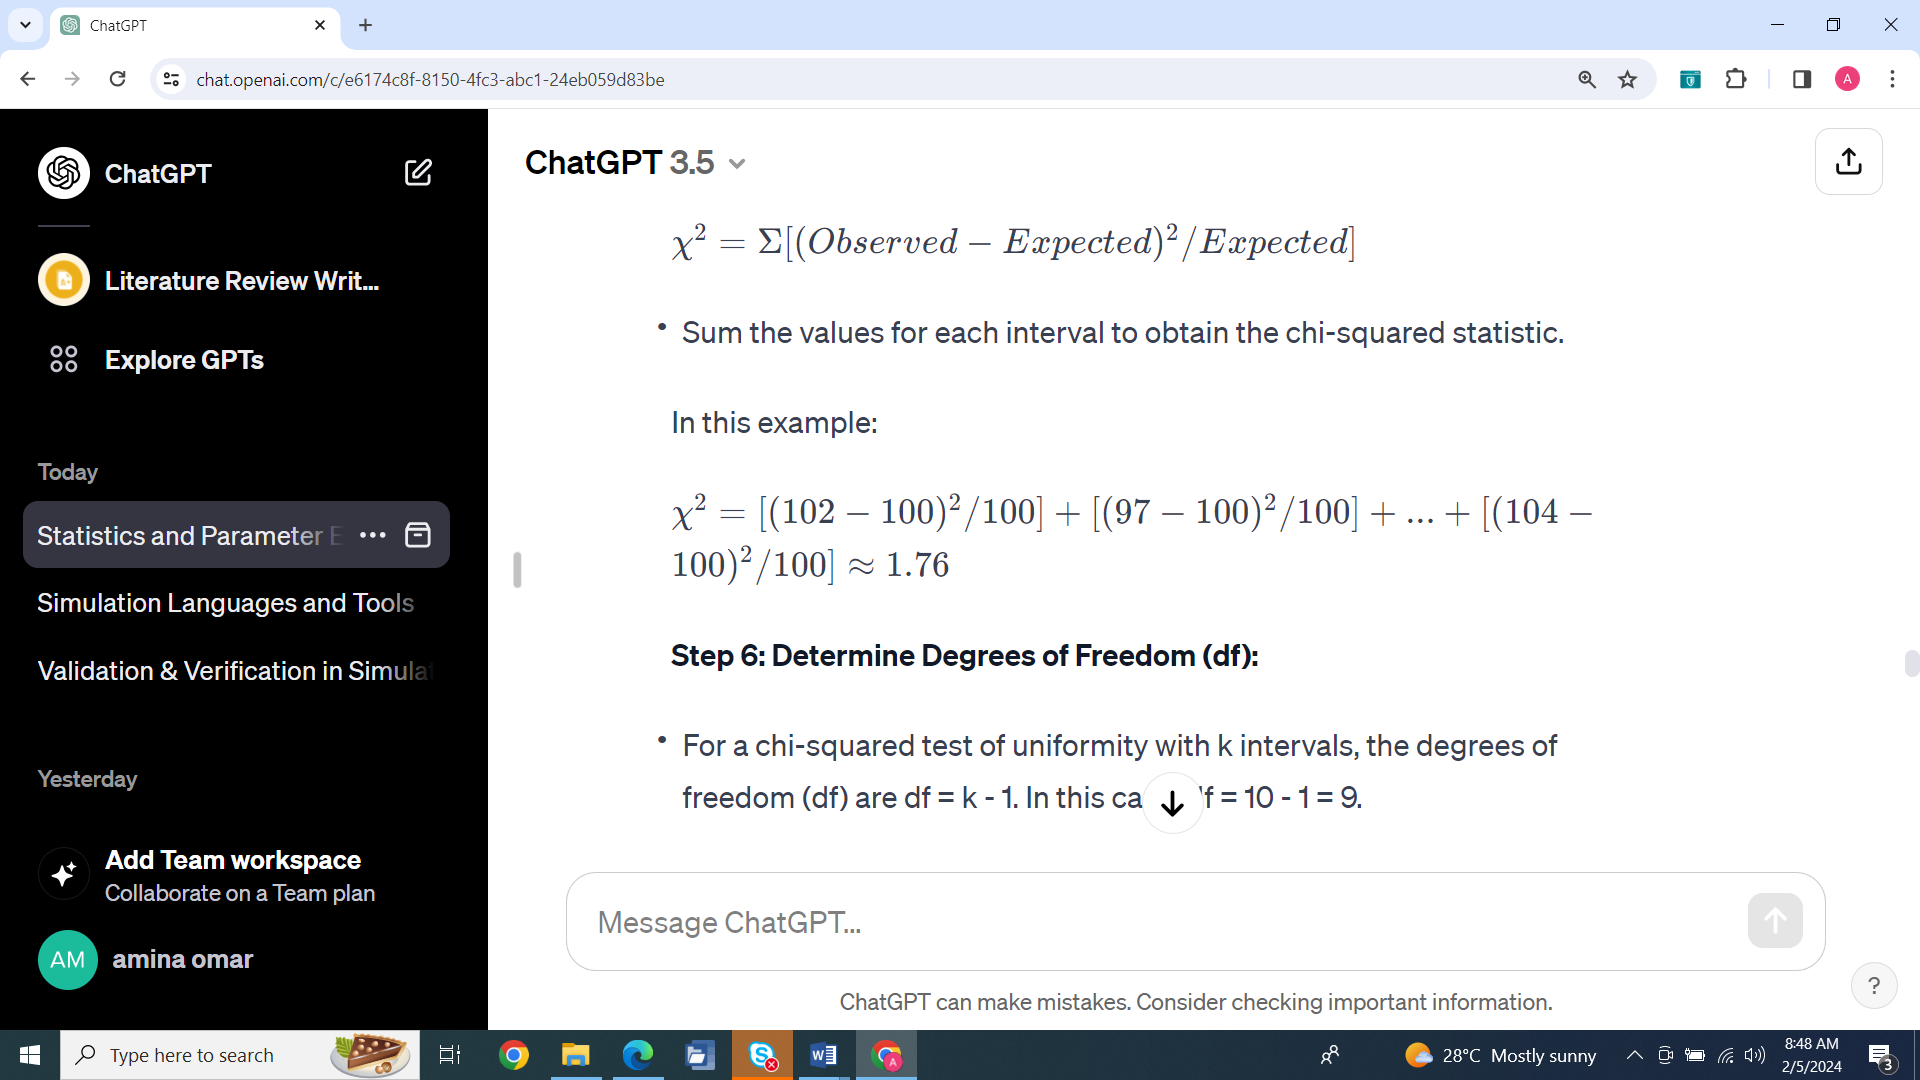 ChatGPT
chat.openai.com/c/e6174c8f-8150-4fc3-abc1-24eb059d83be
A
ChatGPT
Literature Review Writ...
Explore GPTs
Today
Statistics and Parameter E
Simulation Languages and Tools
Validation & Verification in Simulat
Yesterday
Add Team workspace
Collaborate on a Team plan
AM amina omar
ChatGPT 3.5
χ² = Σ[(Observed − Expected)²/Expected]
• Sum the values for each interval to obtain the chi-squared statistic.
In this example:
χ² = [(102 − 100)²/100] + [(97 − 100)²/100] + ... + [(104 −
100)²/100] ≈ 1.76
Step 6: Determine Degrees of Freedom (df):
• For a chi-squared test of uniformity with k intervals, the degrees of
freedom (df) are df = k - 1. In this ca f = 10 - 1 = 9.
Message ChatGPT...
ChatGPT can make mistakes. Consider checking important information.
?
Type here to search
28°C Mostly sunny
8:48 AM
2/5/2024
3